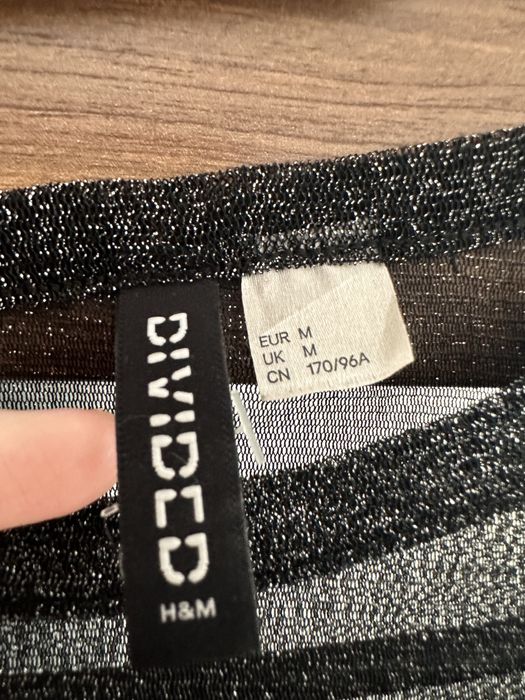 DIVIDED
H&M
EUR M
UK M
CN 170/96A